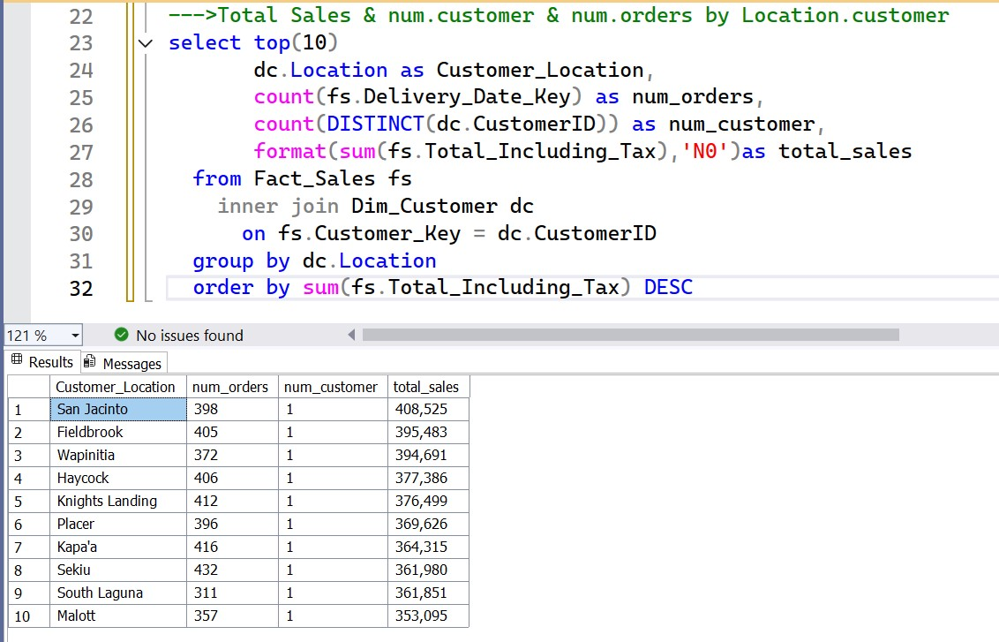 22 --->Total Sales & num.customer & num.orders by Location.customer
23 select top(10)
24 dc.Location as Customer_Location,
25 count(fs.Delivery_Date_Key) as num_orders,
26 count(DISTINCT(dc.CustomerID)) as num_customer,
27 format(sum(fs.Total_Including_Tax),'N0')as total_sales
28 from Fact_Sales fs
29 inner join Dim_Customer dc
30 on fs.Customer_Key = dc.CustomerID
31 group by dc.Location
32 order by sum(fs.Total_Including_Tax) DESC
121 % No issues found
Results Messages
Customer_Location num_orders num_customer total_sales
1 San Jacinto 398 1 408,525
2 Fieldbrook 405 1 395,483
3 Wapinitia 372 1 394,691
4 Haycock 406 1 377,386
5 Knights Landing 412 1 376,499
6 Placer 396 1 369,626
7 Kapa'a 416 1 364,315
8 Sekiu 432 1 361,980
9 South Laguna 311 1 361,851
10 Malott 357 1 353,095